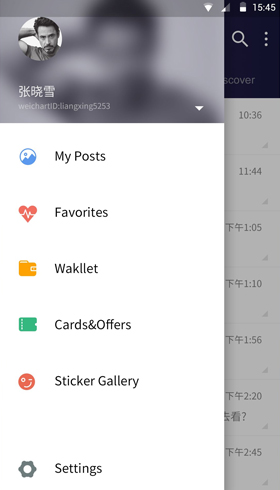 15:45
张晓雪
weichartID:liangxing5253
scover
My Posts
Favorites
Wakllet
Cards&Offers
Sticker Gallery
Settings
10:36
11:44
下午1:05
下午1:10
下午1:56
下午2:20
去看?
下午2:45